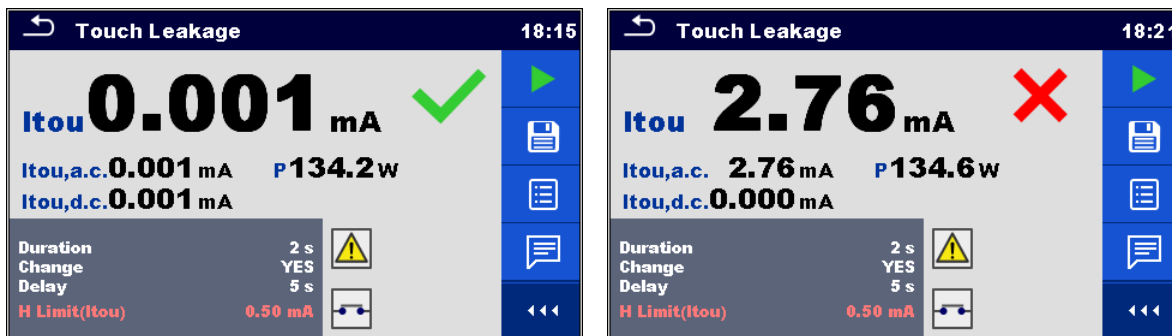 Touch Leakage 18:15
Itou 0.001 mA
Itou,a.c. 0.001 mA P 134.2 W
Itou,d.c. 0.001 mA
Duration 2 s
Change YES
Delay 5 s
H Limit(Itou) 0.50 mA
Touch Leakage 18:21
Itou 2.76 mA
Itou,a.c. 2.76 mA P 134.6 W
Itou,d.c. 0.000 mA
Duration 2 s
Change YES
Delay 5 s
H Limit(Itou) 0.50 mA